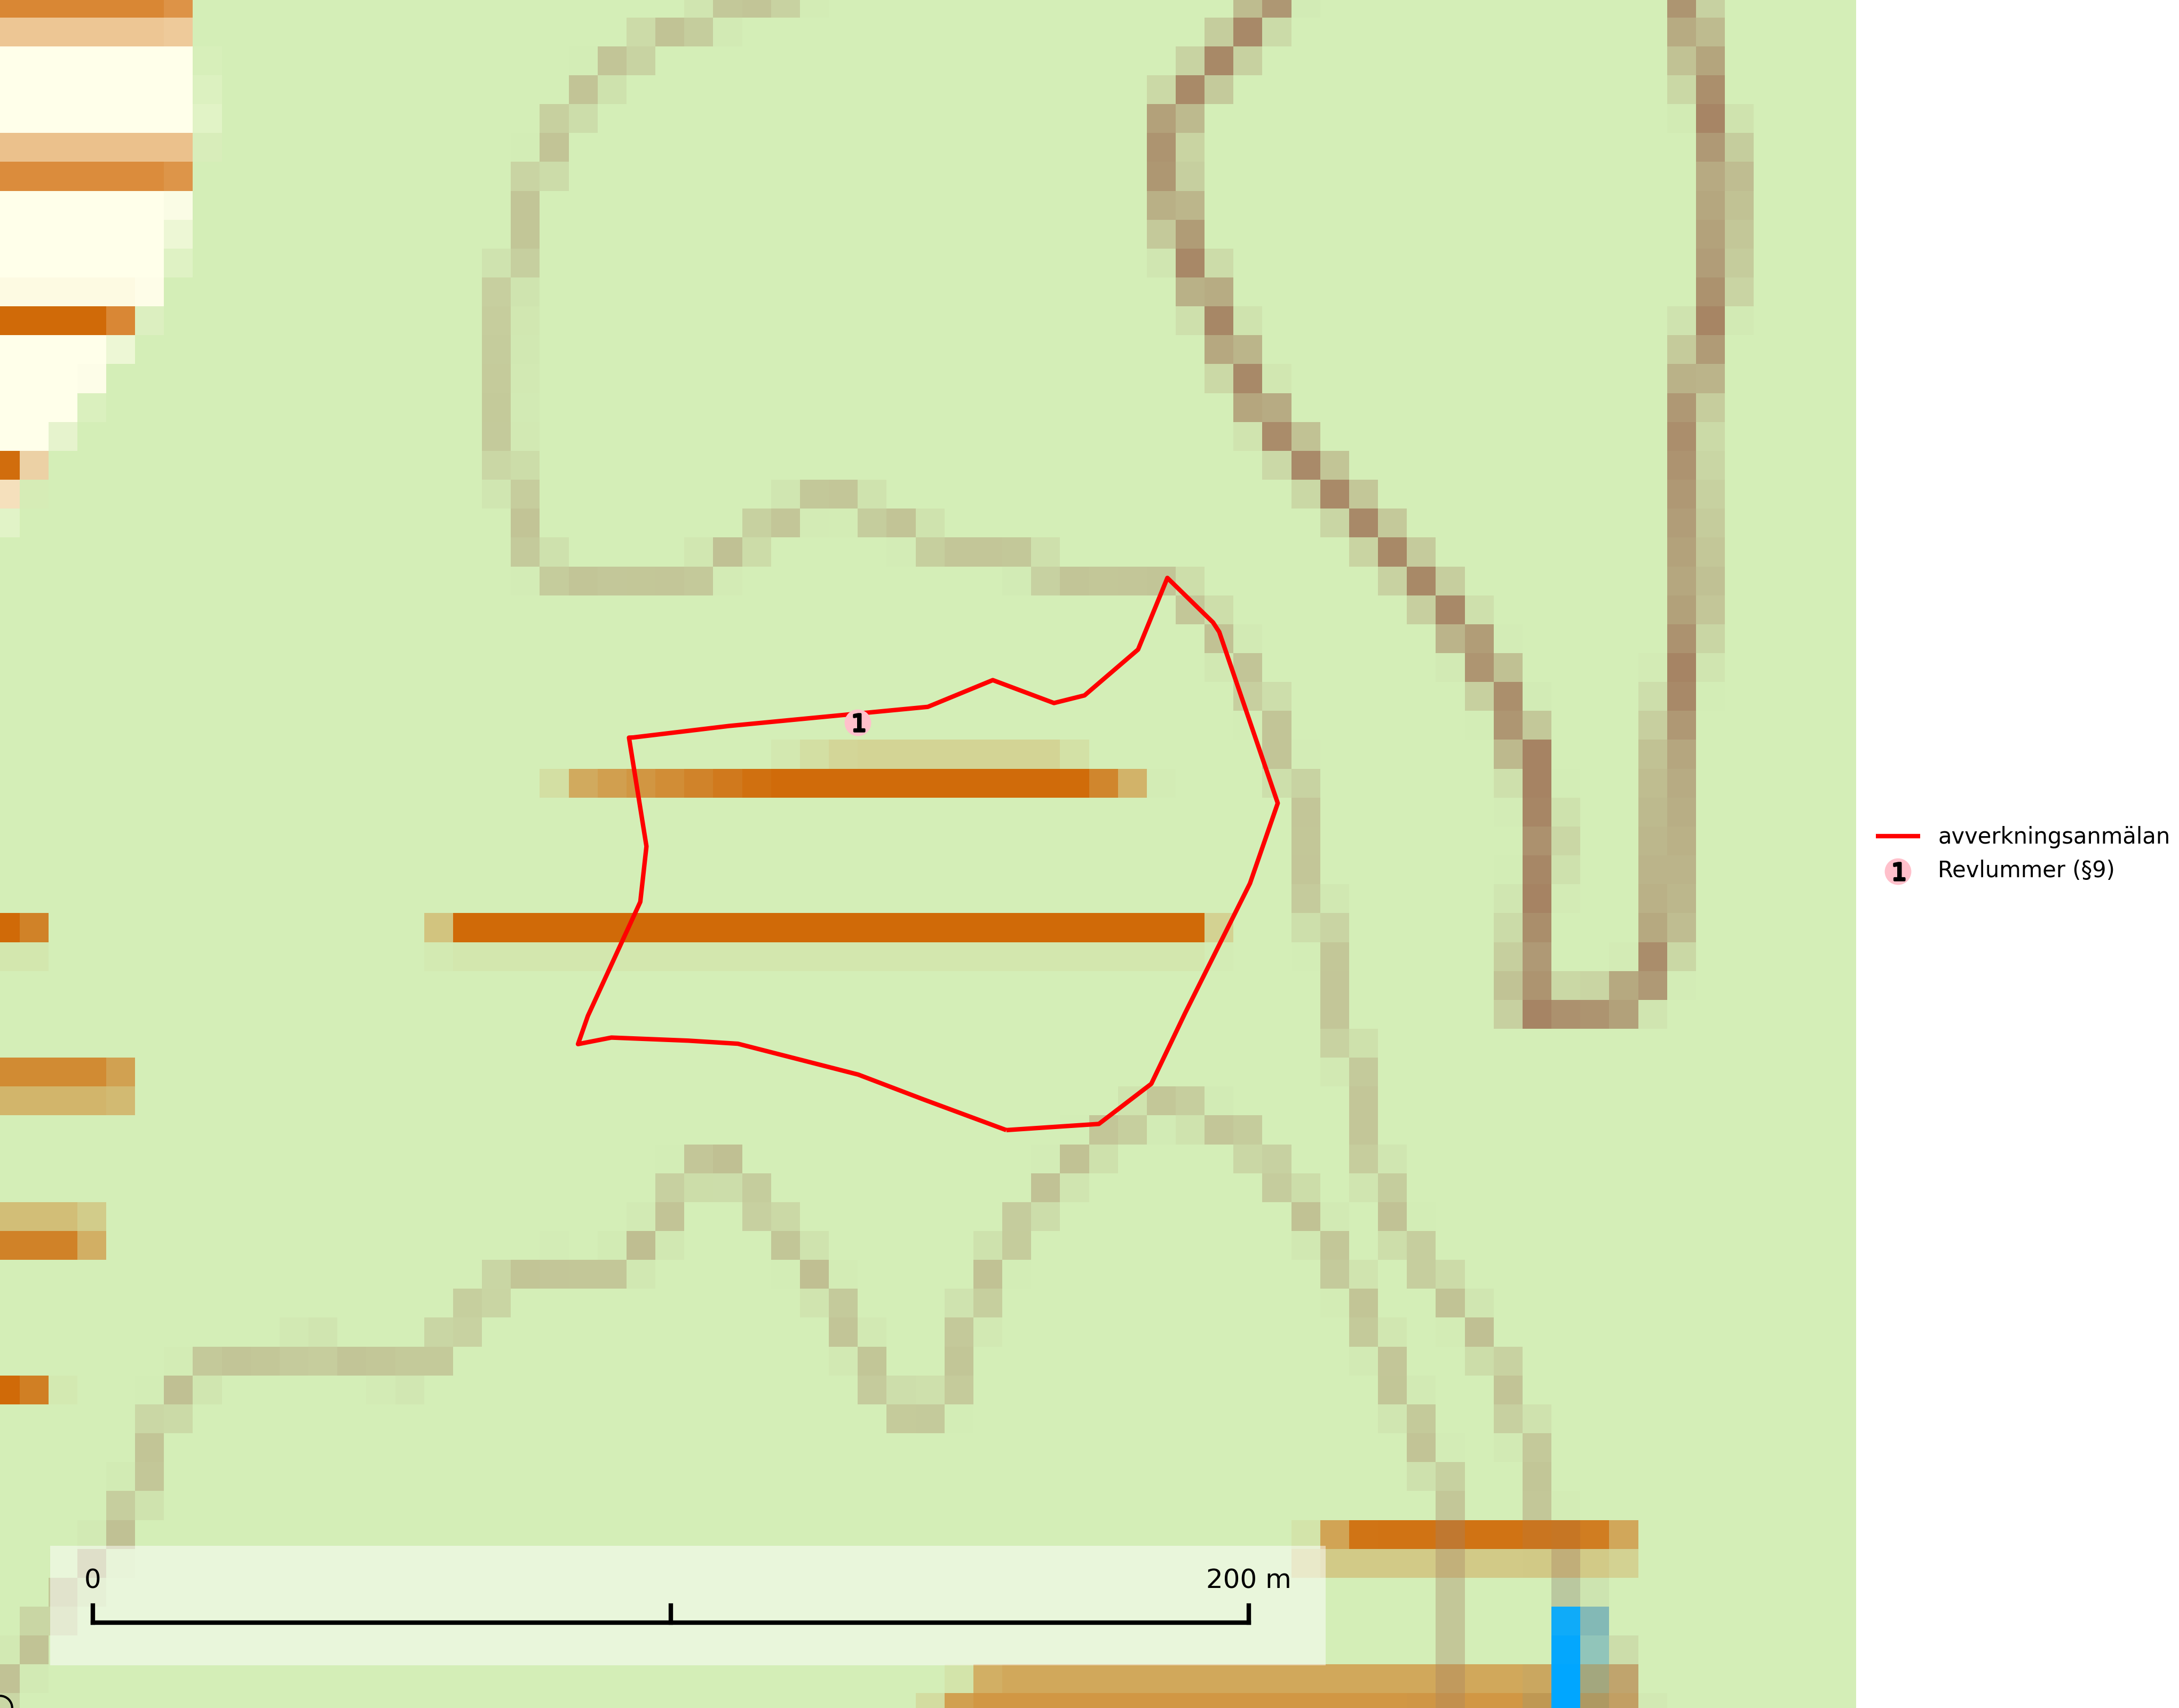 1
avverkningsanmälan
1 Revlummer (§9)
0 200 m